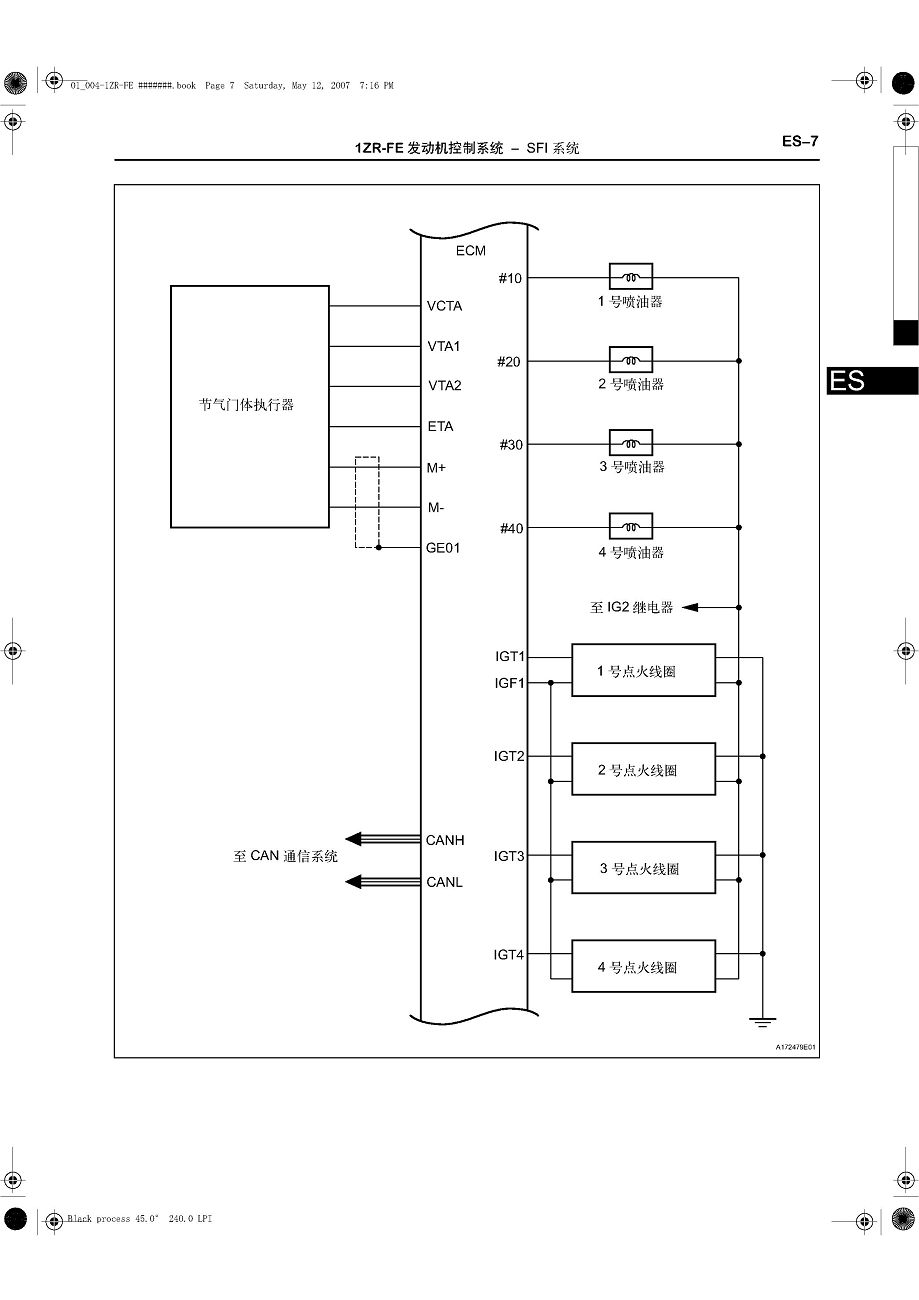 01_004-1ZR-FE #######.book Page 7 Saturday, May 12, 2007 7:16 PM
1ZR-FE 发动机控制系统 – SFI 系统
ES–7
ES
ECM
节气门体执行器
VCTA
VTA1
VTA2
ETA
M+
M-
GE01
至 CAN 通信系统
CANH
CANL
#10
1 号喷油器
#20
2 号喷油器
#30
3 号喷油器
#40
4 号喷油器
至 IG2 继电器
IGT1
IGF1
1 号点火线圈
IGT2
2 号点火线圈
IGT3
3 号点火线圈
IGT4
4 号点火线圈
A172479E01
Black process 45.0° 240.0 LPI